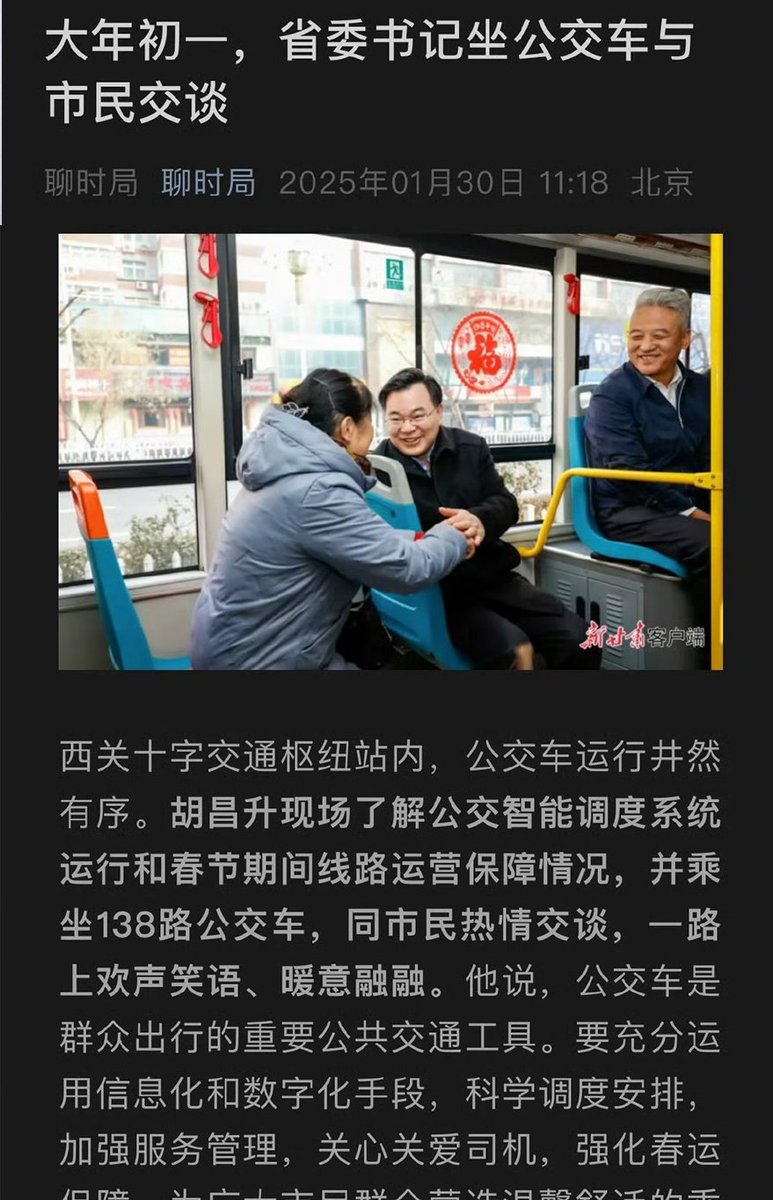 大年初一，省委书记坐公交车与
市民交谈
聊时局 聊时局 2025年01月30日 11:18 北京
福
新甘肃客户端
西关十字交通枢纽站内，公交车运行井然
有序。胡昌升现场了解公交智能调度系统
运行和春节期间线路运营保障情况，并乘
坐138路公交车，同市民热情交谈，一路
上欢声笑语、暖意融融。他说，公交车是
群众出行的重要公共交通工具。要充分运
用信息化和数字化手段，科学调度安排，
加强服务管理，关心关爱司机，强化春运